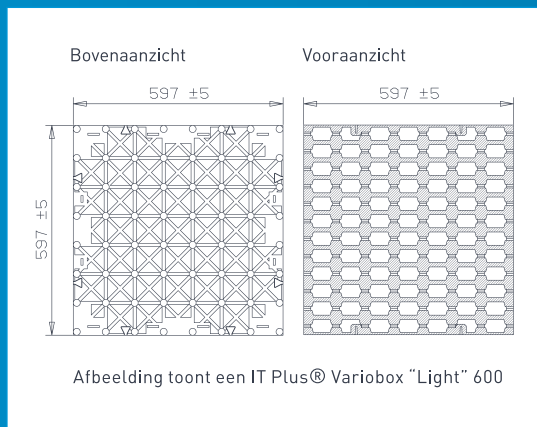 Bovenaanzicht
Vooraanzicht
597 ±5
597 ±5
597 ±5
Afbeelding toont een IT Plus® Variobox “Light” 600